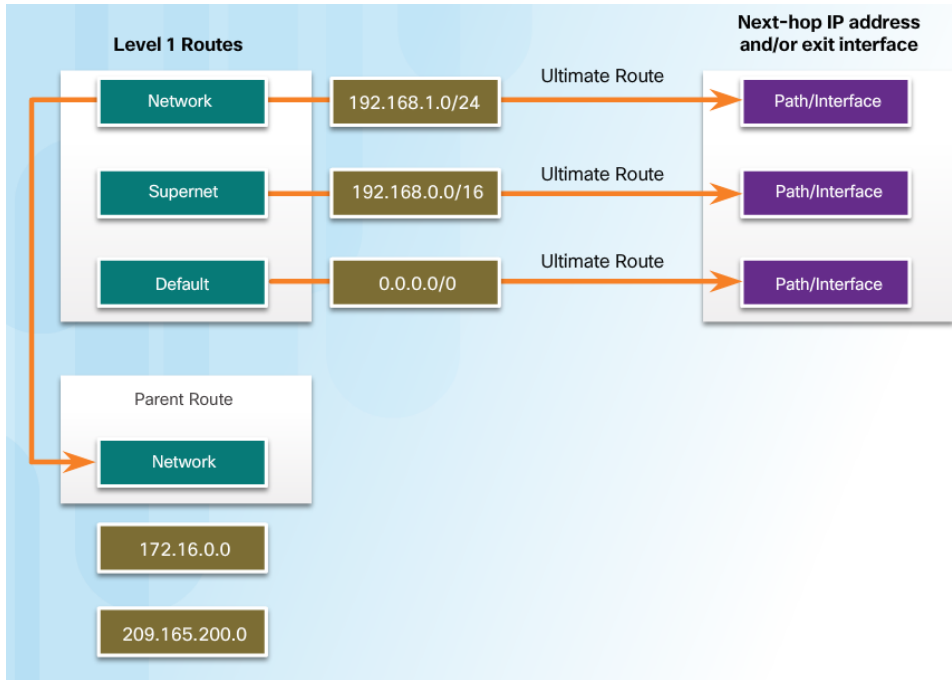 Level 1 Routes
Next-hop IP address
and/or exit interface
Network
192.168.1.0/24
Ultimate Route
Path/Interface
Supernet
192.168.0.0/16
Ultimate Route
Path/Interface
Default
0.0.0.0/0
Ultimate Route
Path/Interface
Parent Route
Network
172.16.0.0
209.165.200.0